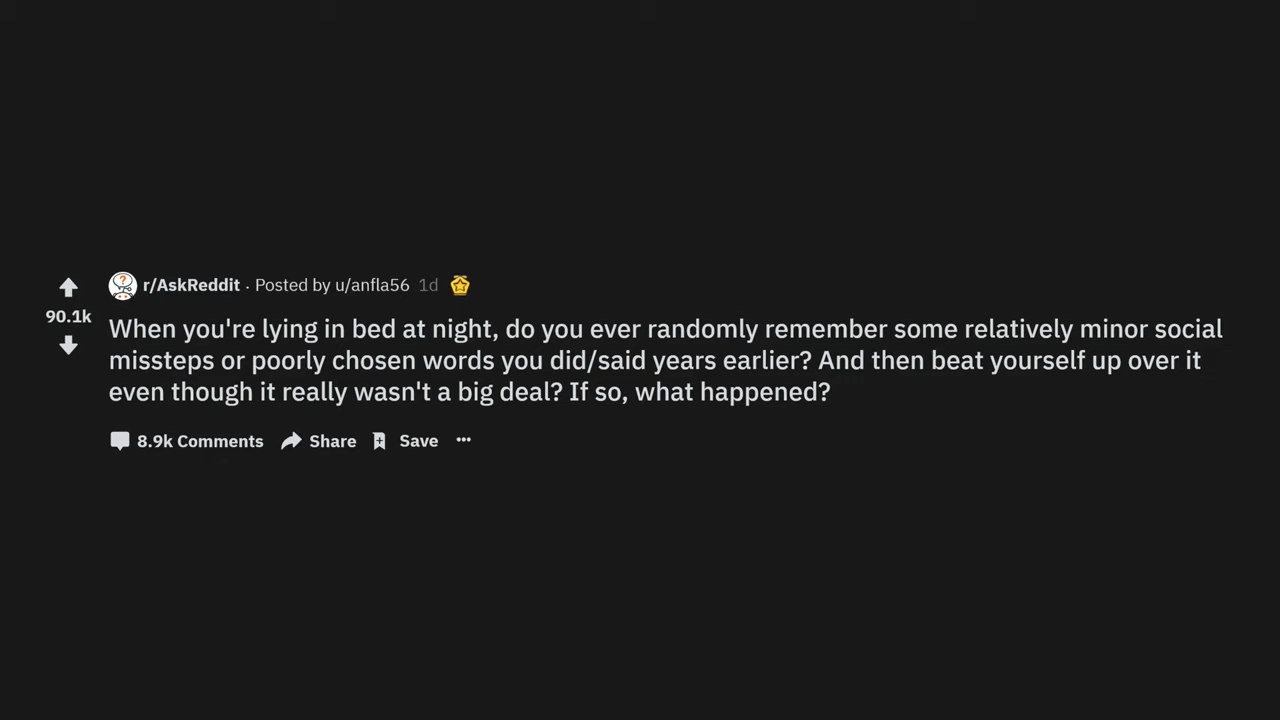 r/AskReddit · Posted by u/anfla56 1d
90.1k
When you're lying in bed at night, do you ever randomly remember some relatively minor social
missteps or poorly chosen words you did/said years earlier? And then beat yourself up over it
even though it really wasn't a big deal? If so, what happened?
8.9k Comments Share Save ···